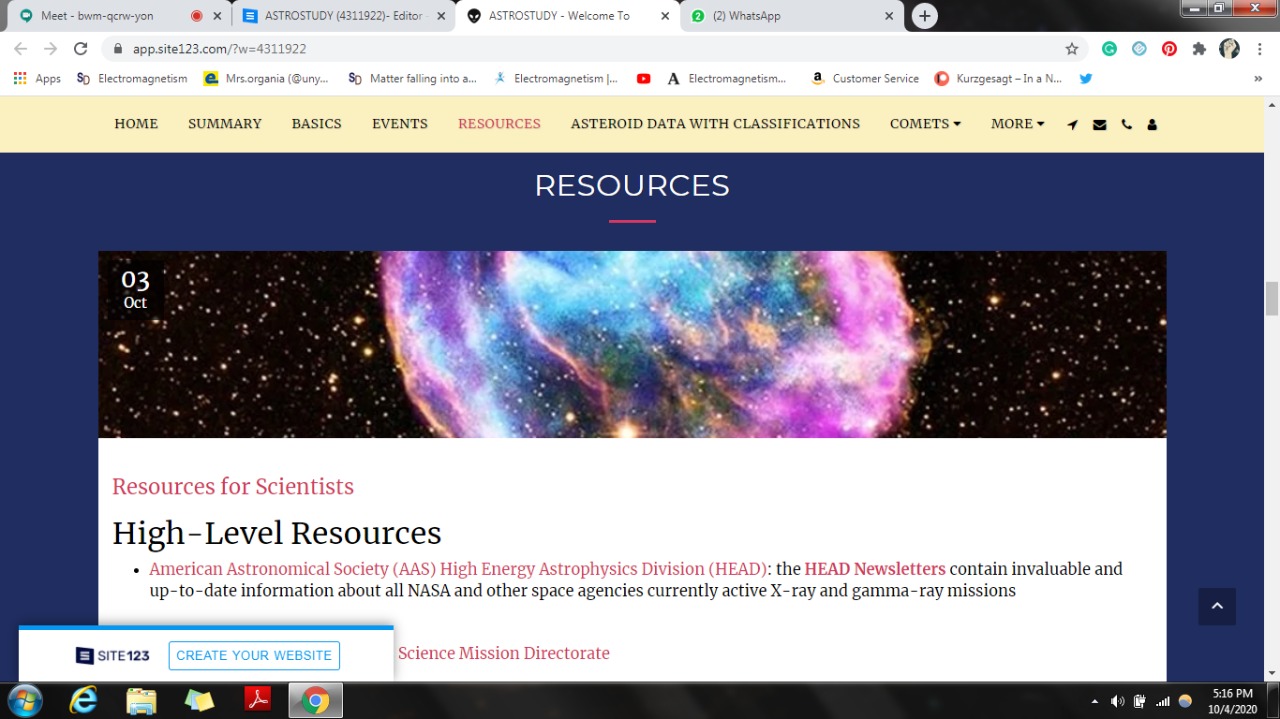 Meet - bwm-qcrw-yon
ASTROSTUDY (4311922)- Editor -
ASTROSTUDY - Welcome To
2 (2) WhatsApp
app.site123.com/?w=4311922
Apps
SD Electromagnetism
Mrs.organia (@uny...
SD Matter falling into a...
Electromagnetism |...
A Electromagnetism...
a Customer Service
Kurzgesagt – In a N...
»
HOME SUMMARY BASICS EVENTS RESOURCES ASTEROID DATA WITH CLASSIFICATIONS COMETS MORE
RESOURCES
03
Oct
Resources for Scientists
High-Level Resources
• American Astronomical Society (AAS) High Energy Astrophysics Division (HEAD): the HEAD Newsletters contain invaluable and
up-to-date information about all NASA and other space agencies currently active X-ray and gamma-ray missions
Science Mission Directorate
SITE123 CREATE YOUR WEBSITE
5:16 PM
10/4/2020